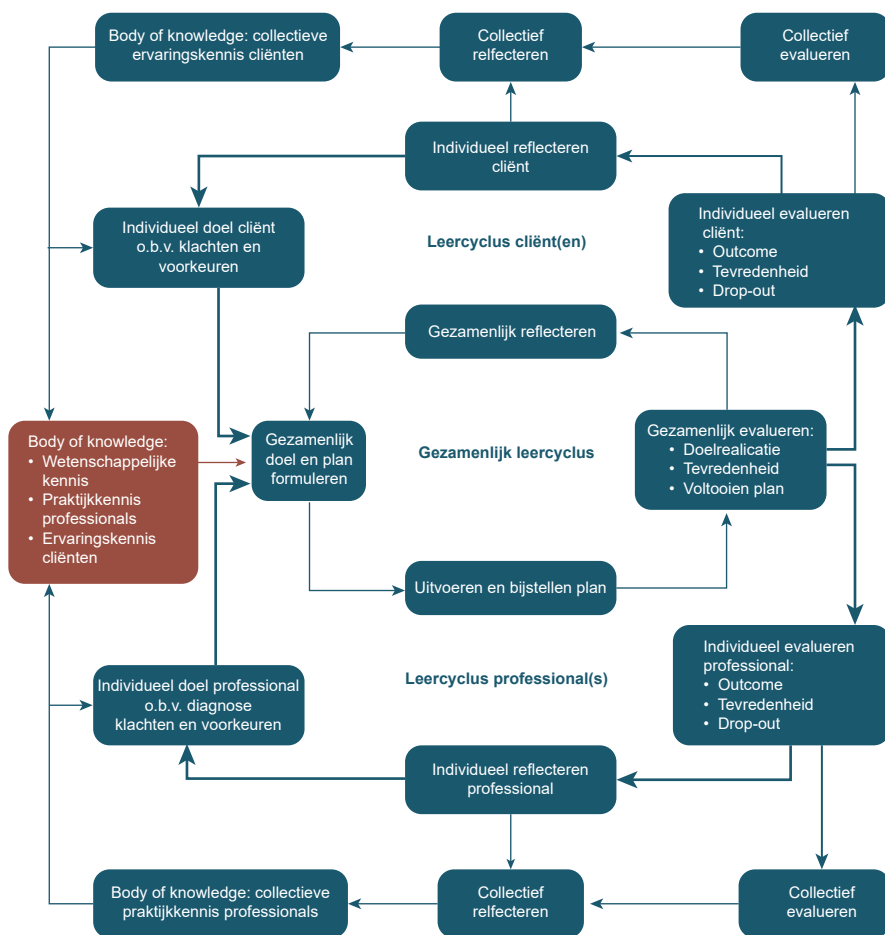 Body of knowledge: collectieve
ervaringskennis cliënten
Collectief
relfecteren
Collectief
evalueren
Individueel reflecteren
cliënt
Individueel doel cliënt
o.b.v. klachten en
voorkeuren
Leercyclus cliënt(en)
Individueel evalueren
cliënt:
• Outcome
• Tevredenheid
• Drop-out
Gezamenlijk reflecteren
Body of knowledge:
• Wetenschappelijke
kennis
• Praktijkkennis
professionals
• Ervaringskennis
cliënten
Gezamenlijk
doel en plan
formuleren
Gezamenlijk leercyclus
Gezamenlijk evalueren:
• Doelrealicatie
• Tevredenheid
• Voltooien plan
Uitvoeren en bijstellen plan
Individueel doel professional
o.b.v. diagnose
klachten en voorkeuren
Leercyclus professional(s)
Individueel evalueren
professional:
• Outcome
• Tevredenheid
• Drop-out
Individueel reflecteren
professional
Body of knowledge: collectieve
praktijkkennis professionals
Collectief
relfecteren
Collectief
evalueren